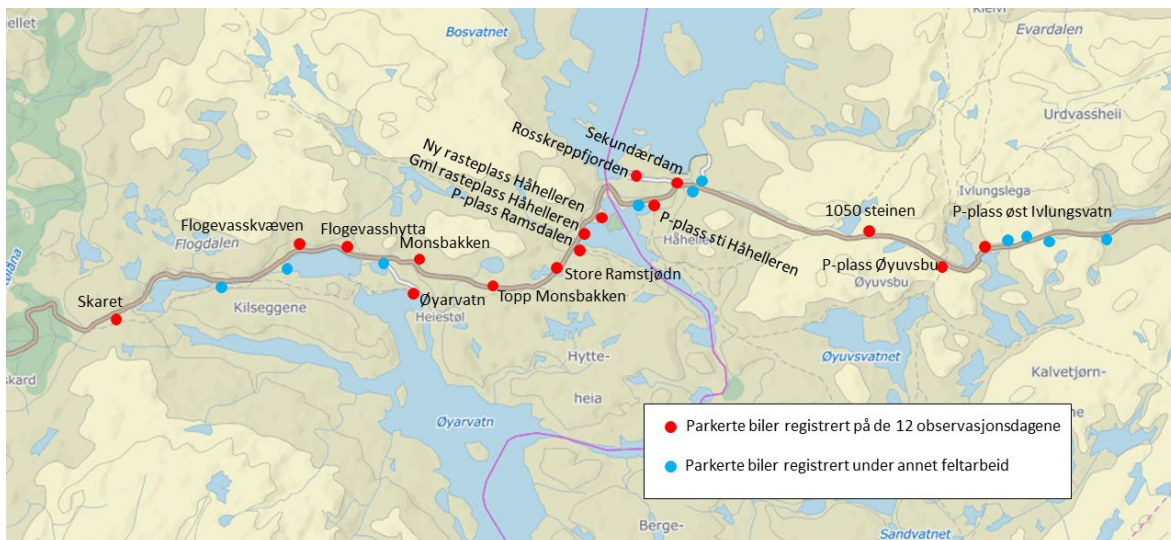 ellet
Bosvatnet
Kleivi
Evardalen
Urdvassheii
Sekundærdam
Rosskreppfjorden
Ny rasteplass Håhelleren
Gml rasteplass Håhelleren
P-plass Ramsdalen
Ivlungslega
1050 steinen
P-plass øst Ivlungsvatn
Flogevasskvæven
Flogevasshytta
Monsbakken
Flogdalen
Håhelle
P-plass sti Håhelleren
P-plass Øyuvsbu
Øyuvsbu
Store Ramstjødn
Skaret
Kilseggene
Øyarvatn
Topp Monsbakken
Heiestøl
skard
Hytte-
heia
Øyuvsvatnet
Kalvetjørn-
ne
Øyarvatn
Parkerte biler registrert på de 12 observasjonsdagene
Parkerte biler registrert under annet feltarbeid
Berge-
Sandvatnet